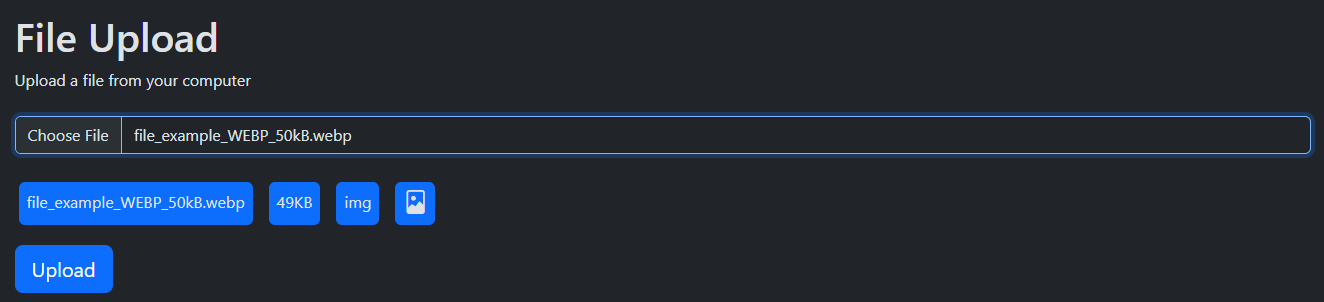 File Upload
Upload a file from your computer
Choose File file_example_WEBP_50kB.webp
file_example_WEBP_50kB.webp 49KB img
Upload